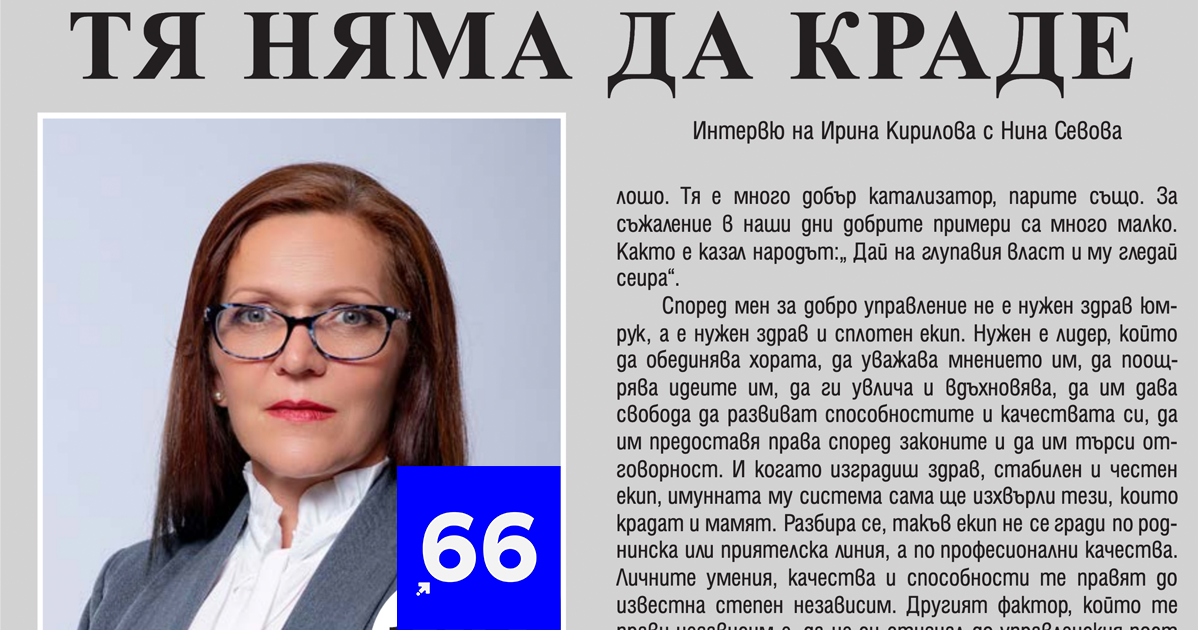 ТЯ НЯМА ДА КРАДЕ
Интервю на Ирина Кирилова с Нина Севова
лошо. Тя е много добър катализатор, парите също. За
съжаление в наши дни добрите примери са много малко.
Както е казал народът:„ Дай на глупавия власт и му гледай
сеира“.
Според мен за добро управление не е нужен здрав юм-
рук, а е нужен здрав и сплотен екип. Нужен е лидер, който
да обединява хората, да уважава мнението им, да поощ-
рява идеите им, да ги увлича и вдъхновява, да им дава
свобода да развиват способностите и качествата си, да
им предоставя права според законите и да им търси от-
говорност. И когато изградиш здрав, стабилен и честен
екип, имунната му система сама ще изхвърли тези, които
крадат и мамят. Разбира се, такъв екип не се гради по род-
нинска или приятелска линия, а по професионални качества.
Личните умения, качества и способности те правят до
известна степен независим. Другият фактор, който те
66